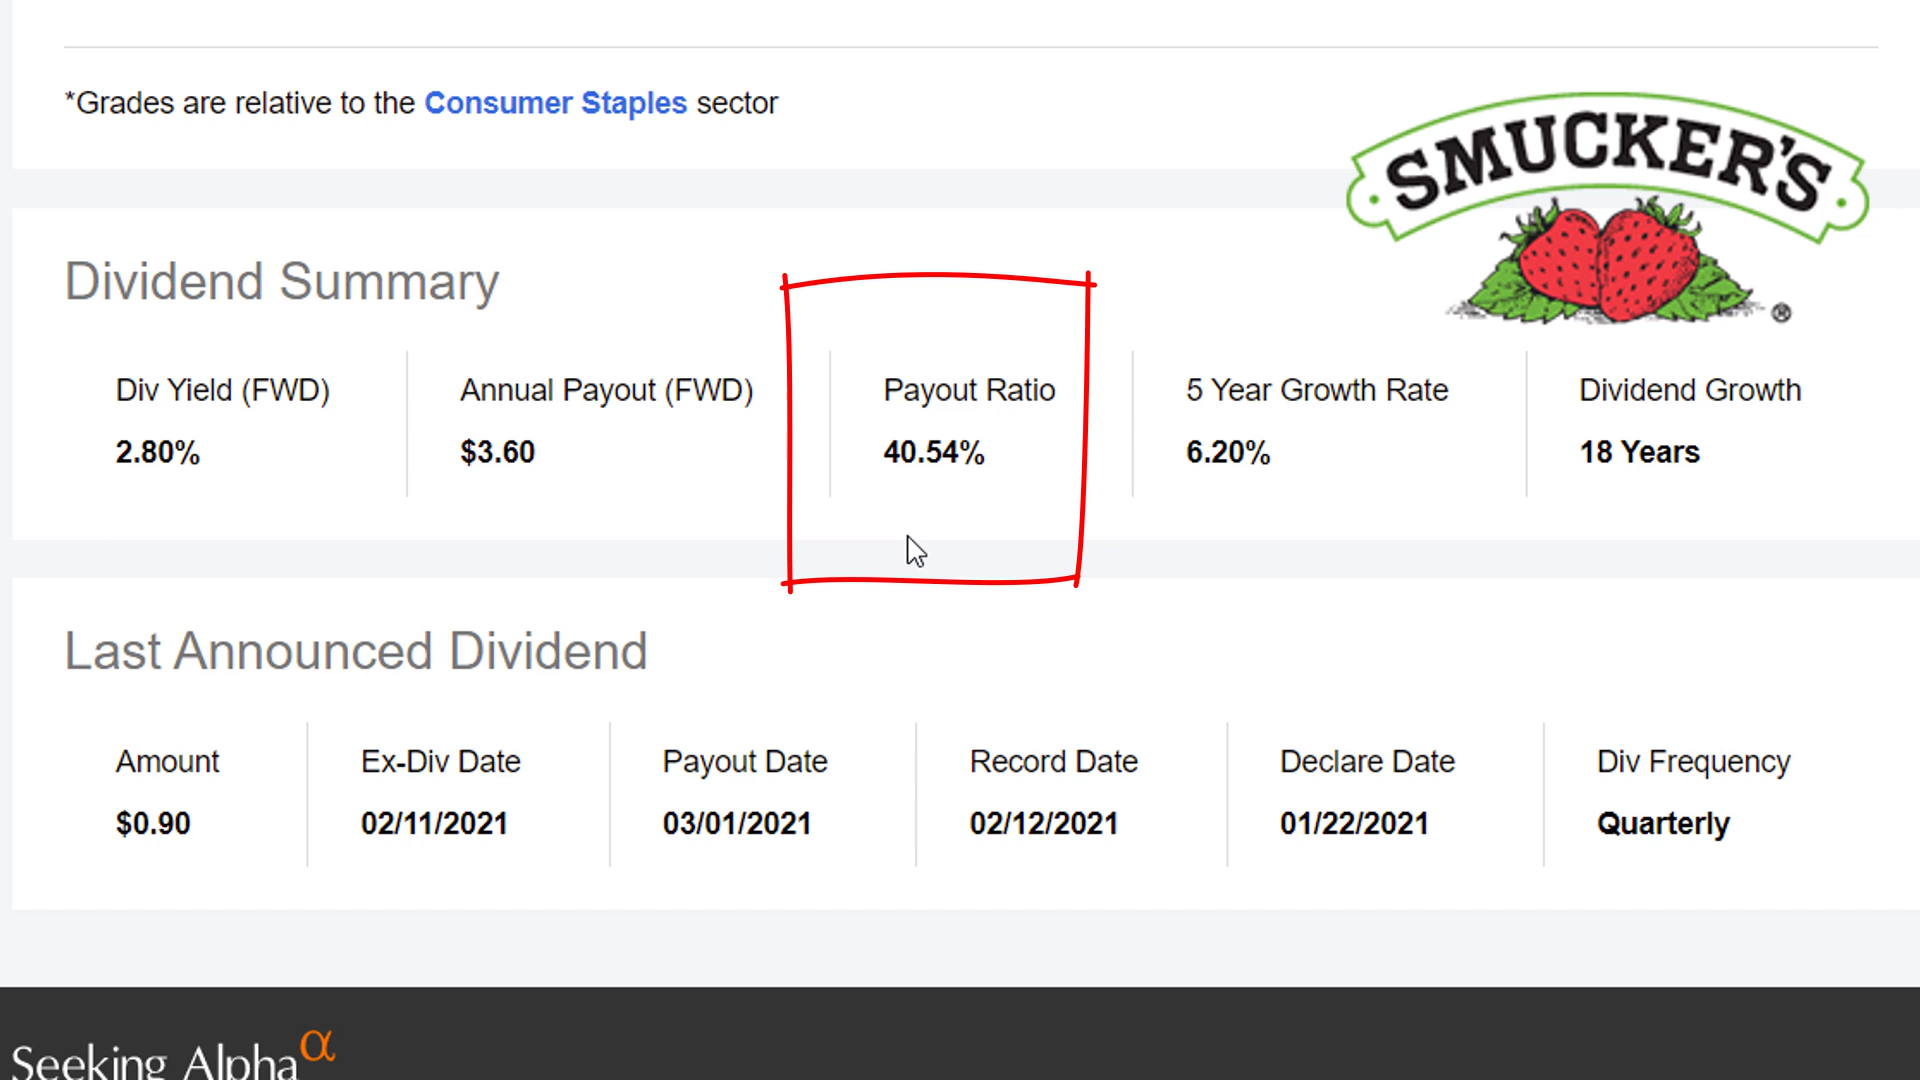 *Grades are relative to the Consumer Staples sector
SMUCKER'S
®
Dividend Summary
Div Yield (FWD) Annual Payout (FWD) Payout Ratio 5 Year Growth Rate Dividend Growth
2.80% $3.60 40.54% 6.20% 18 Years
Last Announced Dividend
Amount Ex-Div Date Payout Date Record Date Declare Date Div Frequency
$0.90 02/11/2021 03/01/2021 02/12/2021 01/22/2021 Quarterly
Seeking Alpha α